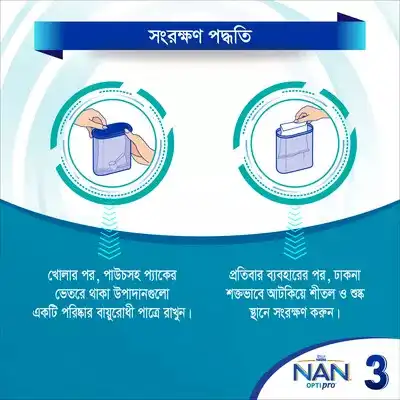 সংরক্ষণ পদ্ধতি
খোলার পর, পাউচসহ প্যাকের
ভেতরে থাকা উপাদানগুলো
একটি পরিষ্কার বায়ুরোধী পাত্রে রাখুন।
প্রতিবার ব্যবহারের পর, ঢাকনা
শক্তভাবে আটকিয়ে শীতল ও শুষ্ক
স্থানে সংরক্ষণ করুন।
NAN 3
OPTIpro